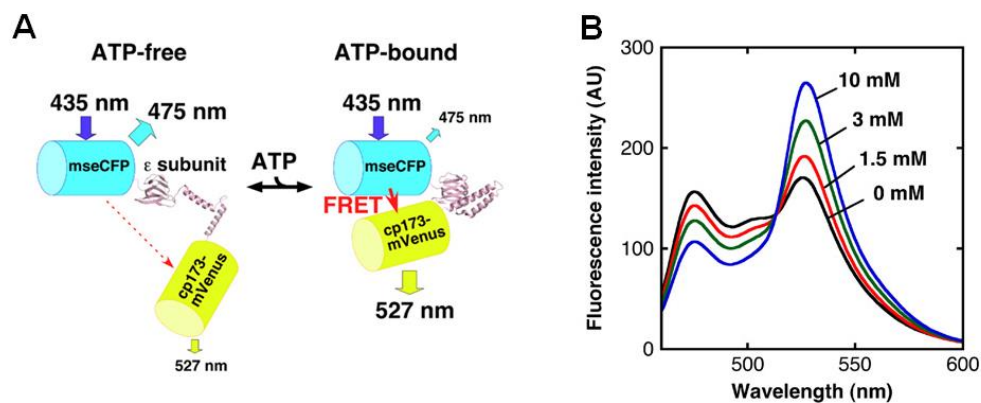 A
ATP-free
ATP-bound
435 nm
475 nm
mseCFP
ε subunit
cp173-
mVenus
527 nm
ATP
435 nm
475 nm
mseCFP
FRET
cp173-
mVenus
527 nm
B
Fluorescence intensity (AU)
300
200
100
0
10 mM
3 mM
1.5 mM
0 mM
500
550
600
Wavelength (nm)